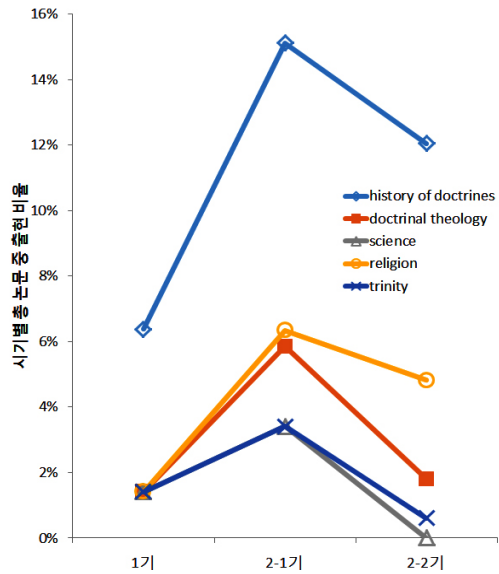 16%
14%
12%
10%
8%
6%
4%
2%
0%
시기별 총 논문 중 출현 비율
history of doctrines
doctrinal theology
science
religion
trinity
1기
2-1기
2-2기